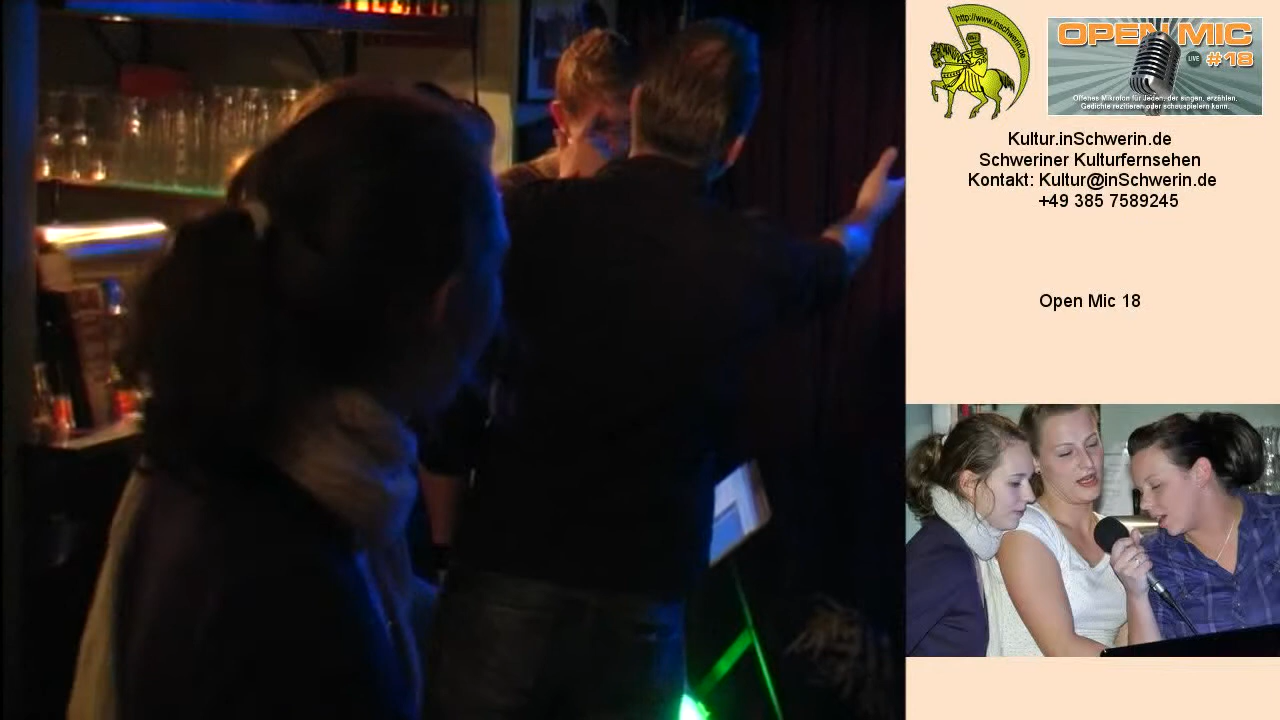 http://www.inschwerin.de
OPEN MIC
LIVE #18
Offenes Mikrofon für Jeden, der singen, erzählen,
Gedichte rezitieren oder schauspielern kann.
Kultur.inSchwerin.de
Schweriner Kulturfernsehen
Kontakt: Kultur@inSchwerin.de
+49 385 7589245
Open Mic 18